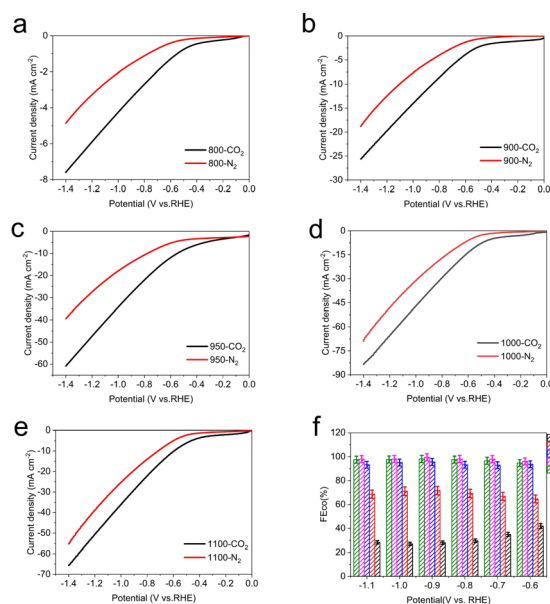 a
0
-2
-4
-6
-8
Current density (mA cm⁻²)
800-CO₂
800-N₂
-1.4 -1.2 -1.0 -0.8 -0.6 -0.4 -0.2 0.0
Potential (V vs.RHE)
b
0
-5
-10
-15
-20
-25
-30
Current density (mA cm⁻²)
900-CO₂
900-N₂
-1.4 -1.2 -1.0 -0.8 -0.6 -0.4 -0.2 0.0
Potential (V vs.RHE)
c
0
-10
-20
-30
-40
-50
-60
Current density (mA cm⁻²)
950-CO₂
950-N₂
-1.4 -1.2 -1.0 -0.8 -0.6 -0.4 -0.2 0.0
Potential (V vs.RHE)
d
0
-15
-30
-45
-60
-75
-90
Current density (mA cm⁻²)
1000-CO₂
1000-N₂
-1.4 -1.2 -1.0 -0.8 -0.6 -0.4 -0.2 0.0
Potential (V vs.RHE)
e
0
-10
-20
-30
-40
-50
-60
-70
Current density (mA cm⁻²)
1100-CO₂
1100-N₂
-1.4 -1.2 -1.0 -0.8 -0.6 -0.4 -0.2 0.0
Potential (V vs.RHE)
f
120
100
80
60
40
20
0
FEco(%)
-1.1 -1.0 -0.9 -0.8 -0.7 -0.6
Potential(V vs. RHE)